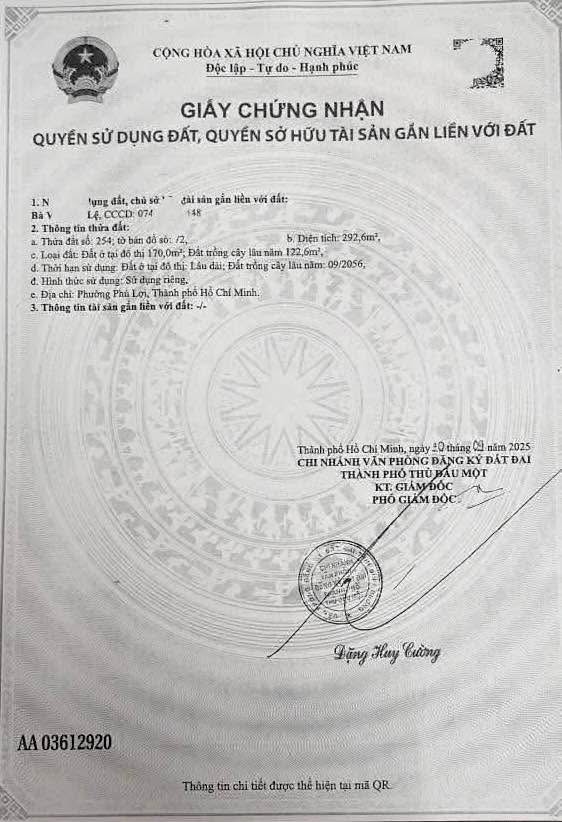 CỘNG HÒA XÃ HỘI CHỦ NGHĨA VIỆT NAM
Độc lập - Tự do - Hạnh phúc
GIẤY CHỨNG NHẬN
QUYỀN SỬ DỤNG ĐẤT, QUYỀN SỞ HỮU TÀI SẢN GẮN LIỀN VỚI ĐẤT
1. N ụng đất, chủ sở tài sản gắn liền với đất:
Bà V Lệ, CCCD: 074 48
2. Thông tin thửa đất:
a. Thửa đất số: 254; tờ bản đồ số: 72, b. Diện tích: 292,6m²,
c. Loại đất: Đất ở tại đô thị 170,0m²; Đất trồng cây lâu năm 122,6m²,
d. Thời hạn sử dụng: Đất ở tại đô thị: Lâu dài; Đất trồng cây lâu năm: 09/2056,
đ. Hình thức sử dụng: Sử dụng riêng,
e. Địa chỉ: Phường Phú Lợi, Thành phố Hồ Chí Minh.
3. Thông tin tài sản gắn liền với đất: -/-
Thành phố Hồ Chí Minh, ngày 10 tháng 09 năm 2025
CHI NHÁNH VĂN PHÒNG ĐĂNG KÝ ĐẤT ĐAI
THÀNH PHỐ THỦ DẦU MỘT
KT. GIÁM ĐỐC
PHÓ GIÁM ĐỐC
Đặng Huy Cường
AA 03612920
Thông tin chi tiết được thể hiện tại mã QR.